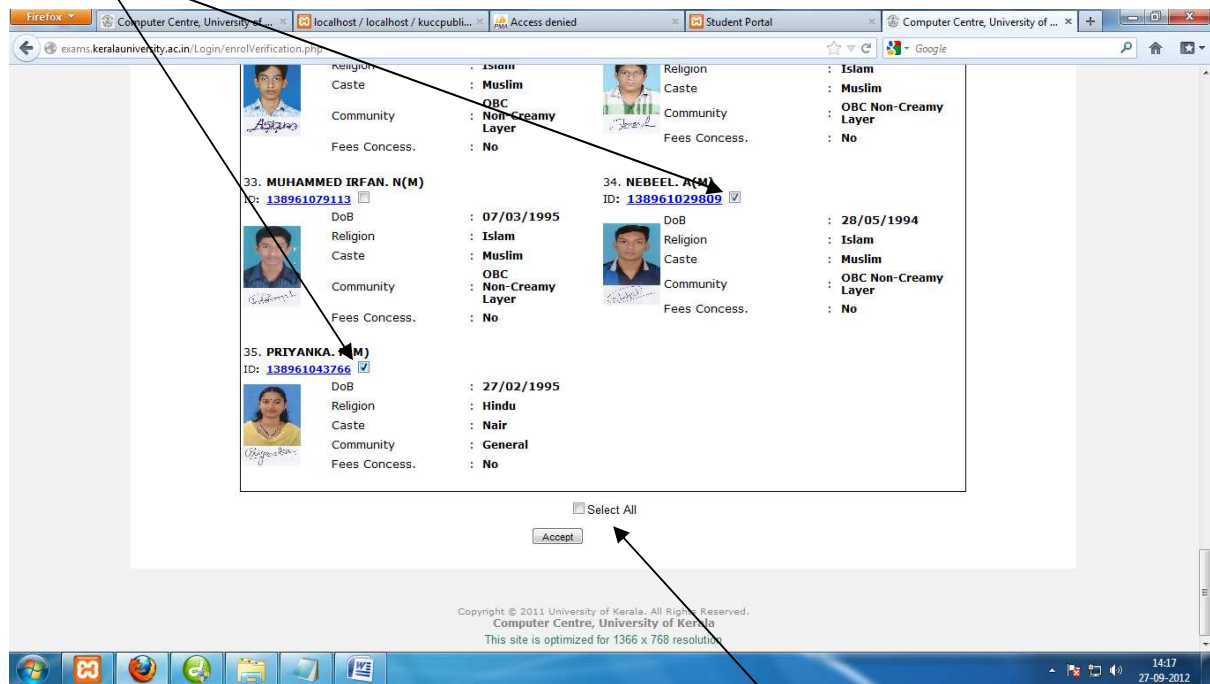 Firefox
Computer Centre, University of ...
localhost / localhost / kuccpubli...
Access denied
Student Portal
Computer Centre, University of ...
exams.keralauniversity.ac.in/Login/enrolVerification.php
Google
Religion : Islam
Caste : Muslim
Community : OBC
Non-Creamy
Layer
Fees Concess. : No
Religion : Islam
Caste : Muslim
Community : OBC Non-Creamy
Layer
Fees Concess. : No
33. MUHAMMED IRFAN. N(M)
ID: 138961079113
DoB : 07/03/1995
Religion : Islam
Caste : Muslim
Community : OBC
Non-Creamy
Layer
Fees Concess. : No
34. NEBEEL. A(M)
ID: 138961029809
DoB : 28/05/1994
Religion : Islam
Caste : Muslim
Community : OBC Non-Creamy
Layer
Fees Concess. : No
35. PRIYANKA. (M)
ID: 138961043766
DoB : 27/02/1995
Religion : Hindu
Caste : Nair
Community : General
Fees Concess. : No
Select All
Accept
Copyright © 2011 University of Kerala. All Rights Reserved.
Computer Centre, University of Kerala
This site is optimized for 1366 x 768 resolution
14:17
27-09-2012